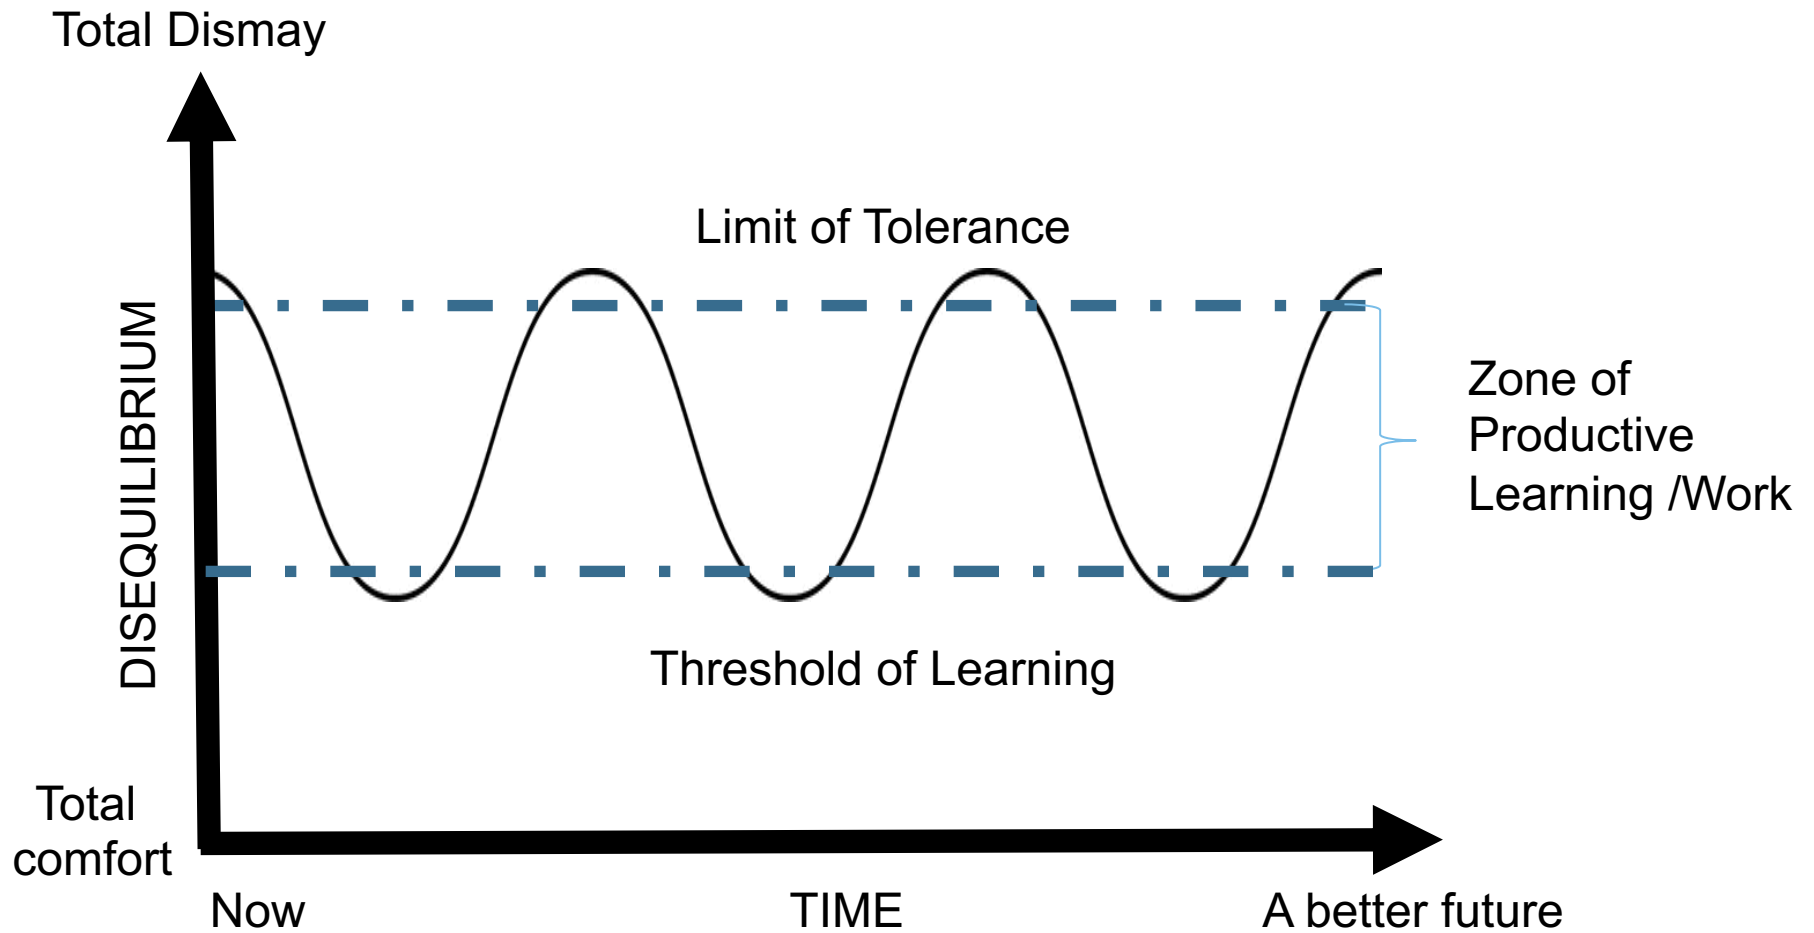 Total Dismay
Limit of Tolerance
DISEQUILIBRIUM
Zone of
Productive
Learning /Work
Threshold of Learning
Total
comfort
Now
TIME
A better future